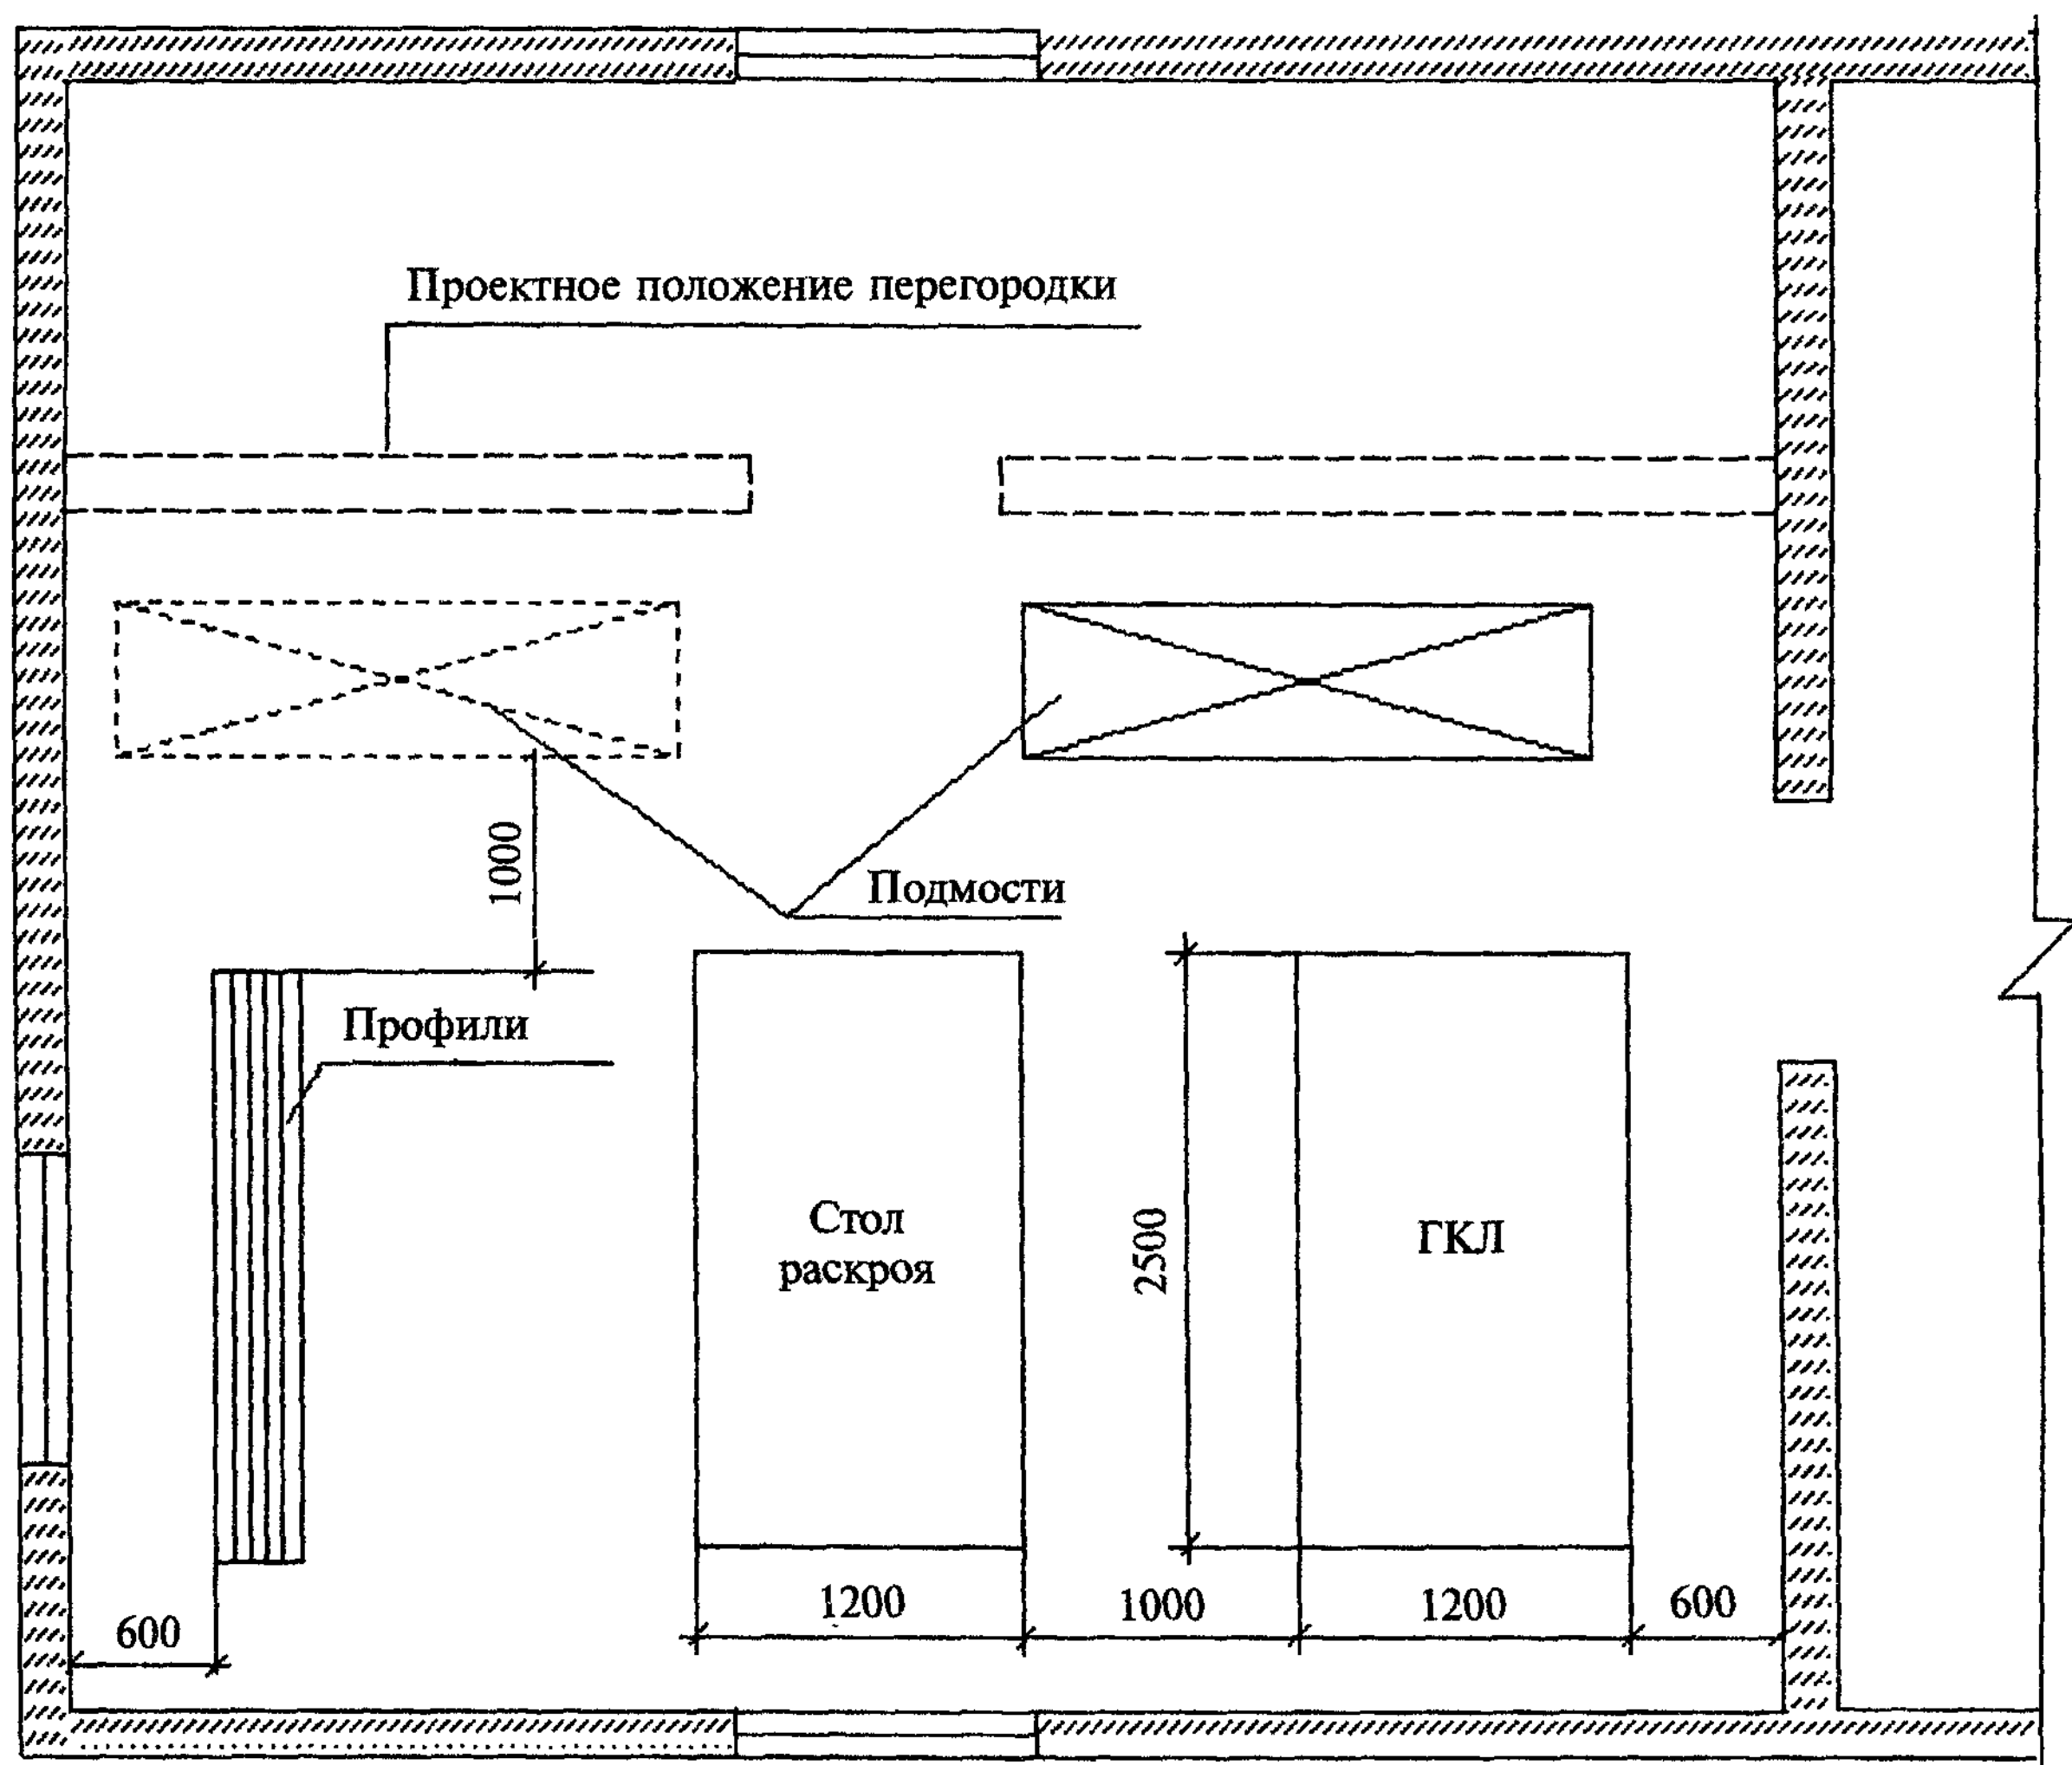 Проектное положение перегородки
1000
Подмости
Профили
Стол
раскроя
2500
ГКЛ
600
1200
1000
1200
600